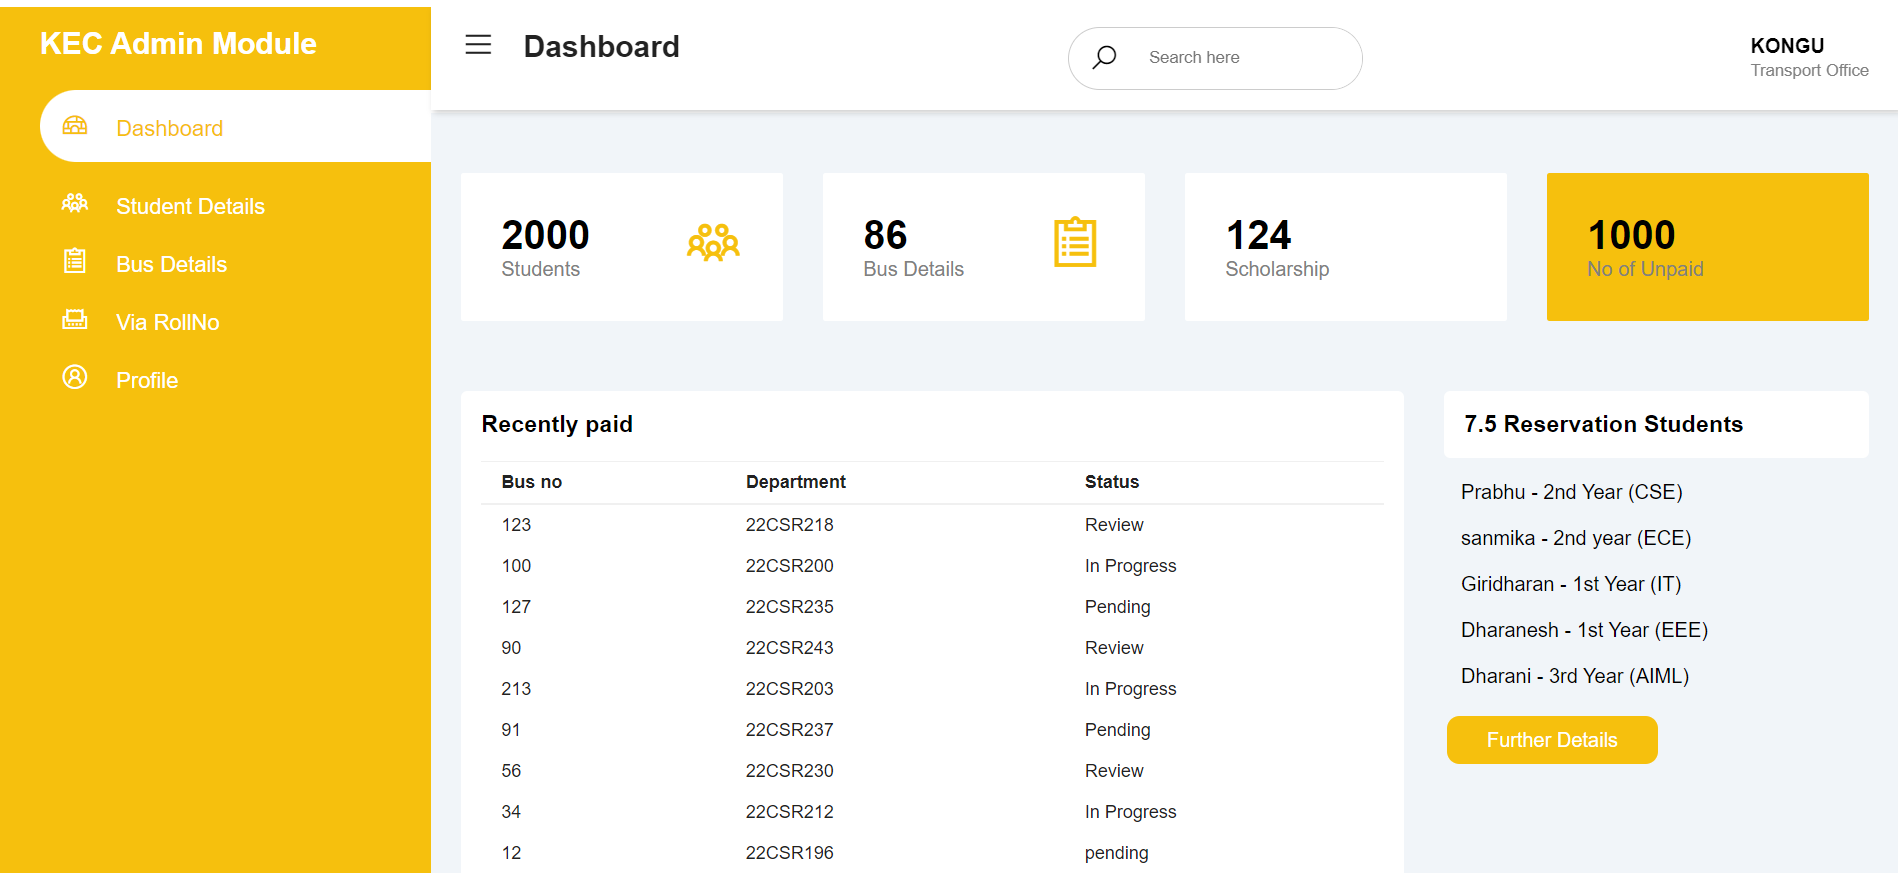 KEC Admin Module
Dashboard
Student Details
Bus Details
Via RollNo
Profile
Dashboard
Search here
KONGU
Transport Office
2000
Students
86
Bus Details
124
Scholarship
1000
No of Unpaid
Recently paid
Bus no Department Status
123 22CSR218 Review
100 22CSR200 In Progress
127 22CSR235 Pending
90 22CSR243 Review
213 22CSR203 In Progress
91 22CSR237 Pending
56 22CSR230 Review
34 22CSR212 In Progress
12 22CSR196 pending
7.5 Reservation Students
Prabhu - 2nd Year (CSE)
sanmika - 2nd year (ECE)
Giridharan - 1st Year (IT)
Dharanesh - 1st Year (EEE)
Dharani - 3rd Year (AIML)
Further Details